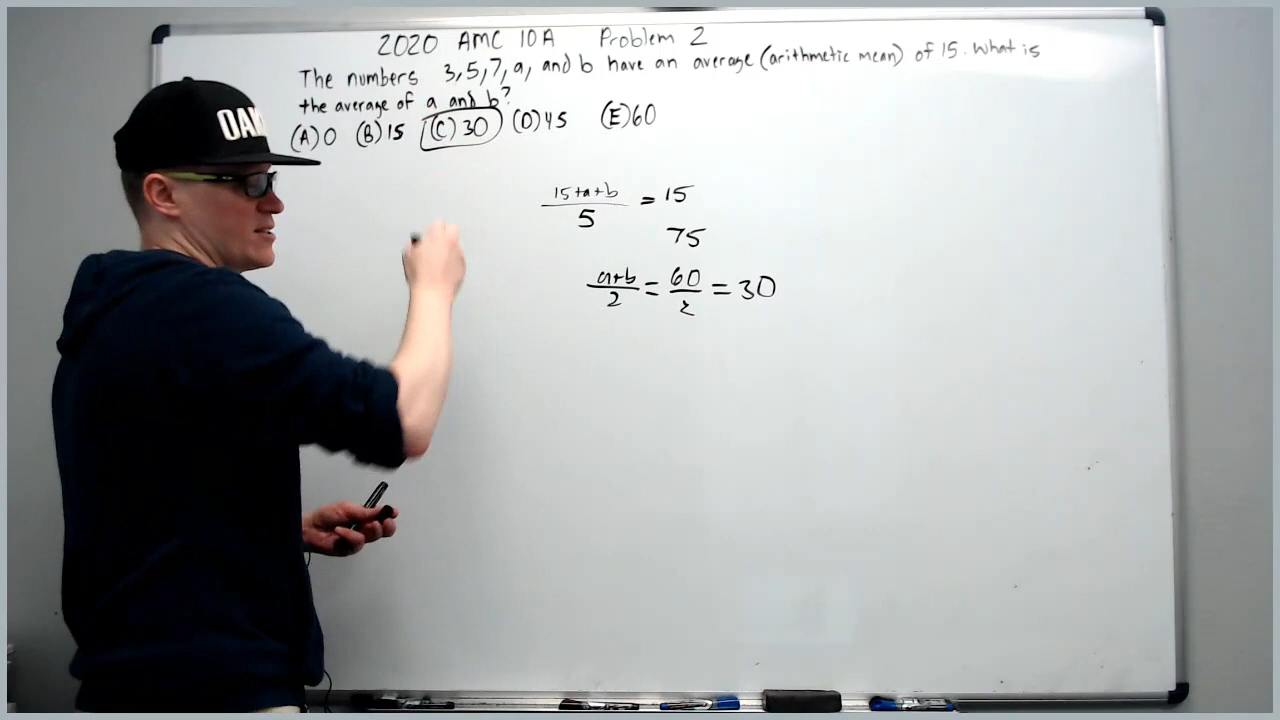 2020 AMC 10A Problem 2
The numbers 3,5,7,a, and b have an average (arithmetic mean) of 15. What is
the average of a and b?
(A) 0 (B) 15 (C) 30 (D) 45 (E) 60
15+a+b
5
= 15
75
a+b
2
= 60
2
= 30